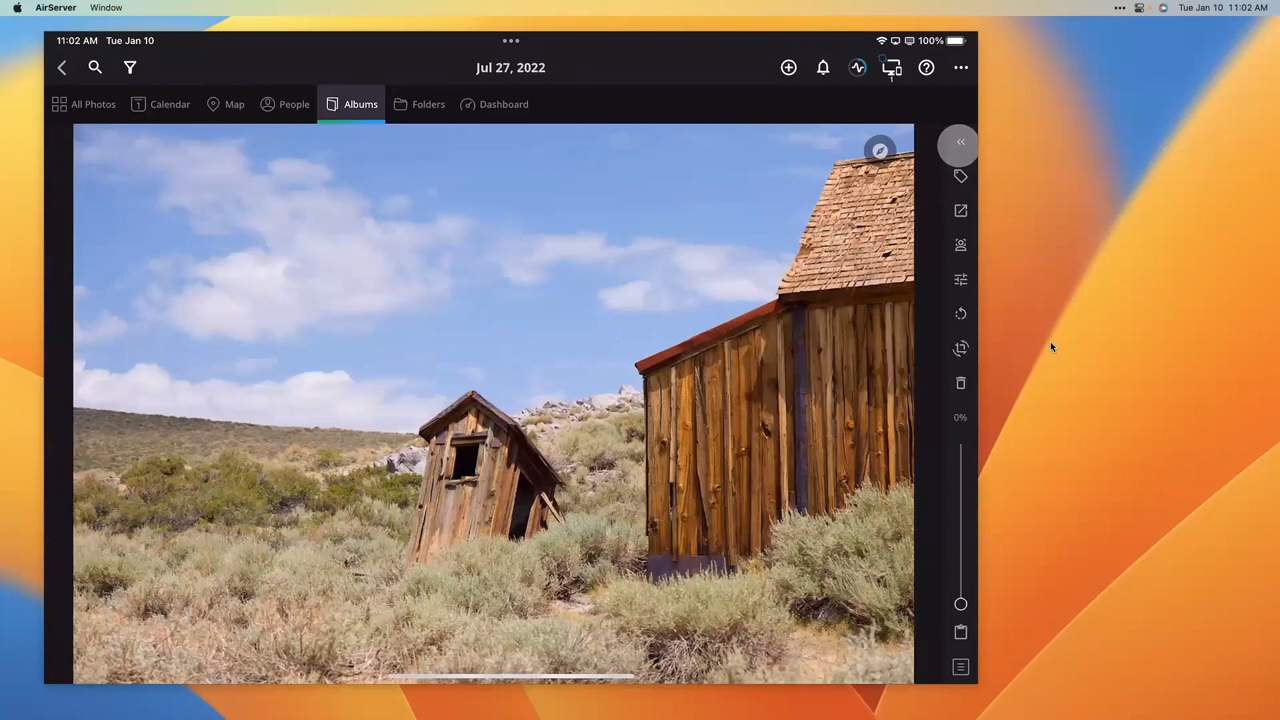 AirServer Window
Tue Jan 10 11:02 AM
11:02 AM Tue Jan 10
100%
Jul 27, 2022
1
All Photos Calendar Map People Albums Folders Dashboard
0%